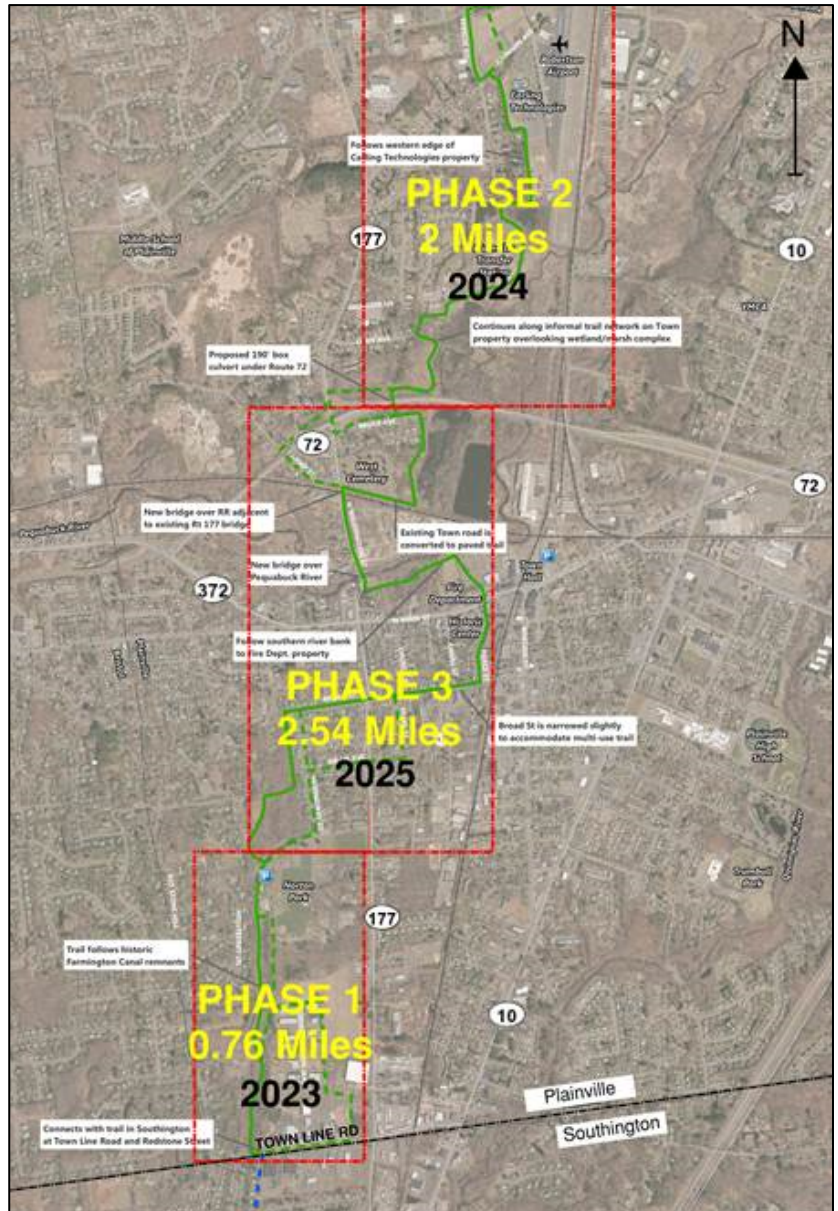 N
Robertson
Airport
Carling
Technologies
Follows western edge of
Carling Technologies property
PHASE 2
2 Miles
2024
177
10
Middle School
of Plainville
Transfer
YMCA
Continues along informal trail network on Town
property overlooking wetland/marsh complex
Proposed 190' box
culvert under Route 72
72
West
Cemetery
72
New bridge over RR adjacent
to existing Rt 177 bridge
Existing Town road is
converted to paved trail
Pequabuck River
New bridge over
Pequabuck River
Town
Hall
372
Fire
Department
Historic
Center
Follow southern river bank
to Fire Dept. property
PHASE 3
2.54 Miles
2025
Broad St is narrowed slightly
to accommodate multi-use trail
Plainville
High
School
Quinnipiac River
Trumbull
Park
Norton
Park
177
Trail follows historic
Farmington Canal remnants
PHASE 1
0.76 Miles
2023
10
Connects with trail in Southington
at Town Line Road and Redstone Street
TOWN LINE RD
Plainville
Southington